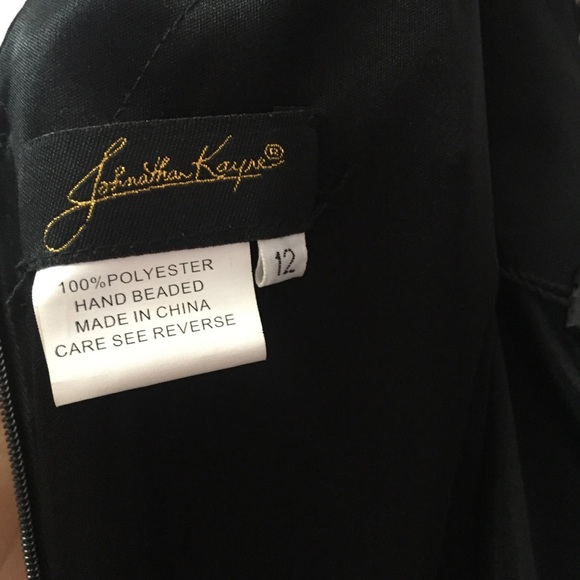 Johnathan Kayne®
12
100%POLYESTER
HAND BEADED
MADE IN CHINA
CARE SEE REVERSE